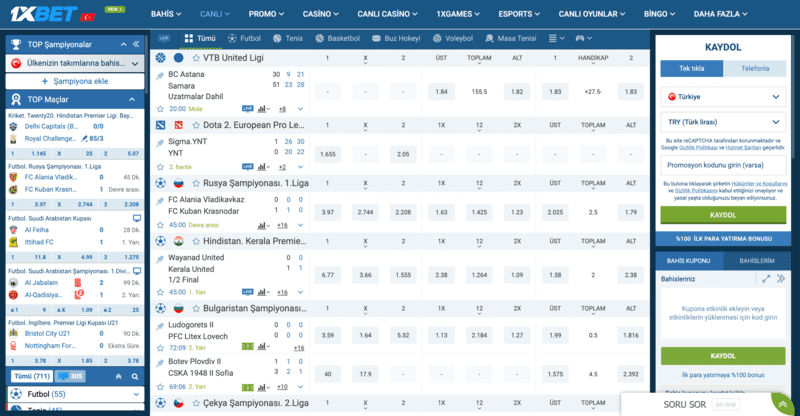 1XBET
NEW
BAHİS
CANLI
PROMO
CASİNO
CANLI CASİNO
1XGAMES
ESPORTS
CANLI OYUNLAR
BİNGO
DAHA FAZLA
TOP Şampiyonalar
Ülkenizin takımlarına bahis...
+ Şampiyona ekle
TOP Maçlar
Kriket. Twenty20. Hindistan Premier Ligi. Bay...
Delhi Capitals (B... 0/0
Royal Challenge... 85/3
1 1.145 X 25 2 5.07
Futbol. Rusya Şampiyonası. 1.Liga
FC Alania Vladik... 0 45 Dk.
FC Kuban Krasn... 1 Devre arası.
1 3.97 X 2.744 2 2.208
Futbol. Suudi Arabistan Kupası
Al Feiha 0 28 Dk.
Ittihad FC 1 1. Yarı.
1 11.8 X 4.99 2 1.275
Futbol. Suudi Arabistan Şampiyonası. 1.Divi...
Al Jabalain 2 99 Dk.
Al-Qadisiya... 2 1 2. Yarı.
1 9 X 1.09 2 25
Futbol. İngiltere. Premier Ligi Kupası U21
Bristol City U21 0 90 Dk.
Nottingham For... 0 Ekstra Süre.
1 3.78 X 1.85 2 3.78
Tümü (711) 305
Futbol (55)
Tenis (45)
LIVE
Tümü
Futbol
Tenis
Basketbol
Buz Hokeyi
Voleybol
Masa Tenisi
VTB United Ligi 1 X 2 ÜST TOPLAM ALT 1 HANDİKAP 2
BC Astana 30 9 21
Samara 51 23 28
Uzatmalar Dahil
- - - 1.84 155.5 1.82 1.83 +27.5- 1.83
20:00 Mola LIVE +8
Dota 2. European Pro Le... 1 X 2 1X 12 2X ÜST TOPLAM ALT
Sigma.YNT 1 26 30
YNT 0 20 22
1.655 - 2.05 - - - - - -
2. harita LIVE +2
Rusya Şampiyonası. 1.Liga 1 X 2 1X 12 2X ÜST TOPLAM ALT
FC Alania Vladikavkaz 0 0 0
FC Kuban Krasnodar 1 1 0
3.97 2.744 2.208 1.63 1.425 1.23 2.025 2.5 1.79
45:00 Devre arası LIVE +16
Hindistan. Kerala Premie... 1 X 2 1X 12 2X ÜST TOPLAM ALT
Wayanad United 0 0
Kerala United 1 1
1/2 Final
6.77 3.66 1.555 2.38 1.264 1.09 1.58 2 2.38
45:00 1. Yarı LIVE +16
Bulgaristan Şampiyonası... 1 X 2 1X 12 2X ÜST TOPLAM ALT
Ludogorets II 0 0 0
PFC Litex Lovech 0 0 0
3.59 1.64 5.52 1.13 2.184 1.27 1.99 0.5 1.816
72:09 2. Yarı +16
Botev Plovdiv II 1 1 0
CSKA 1948 II Sofia 3 2 1
40 17.9 - - - - 1.575 4.5 2.392
69:06 2. Yarı +10
Çekya Şampiyonası. 2.Liga 1 X 2 1X 12 2X ÜST TOPLAM ALT
KAYDOL
Tek tıkla
Telefonla
Türkiye
TRY (Türk lirası)
Bu site reCAPTCHA tarafından korunmaktadır ve
Google Gizlilik Politikası ve Hizmet Şartları geçerlidir.
Promosyon kodunu girin (varsa)
Bu butona tıklayarak şirketin Hükümler ve Koşullarını
ve Gizlilik Politikasını kabul ettiğinizi onaylıyor ve
yasal yaşta olduğunuzu beyan ediyorsunuz.
KAYDOL
%100 İLK PARA YATIRMA BONUSU
BAHİS KUPONU
BAHİSLERİM
Bahisleriniz
Kupona etkinlik ekleyin veya
etkinliklerin yüklenmesi için kod girin
KAYDOL
İlk para yatırmaya %100 bonus
SORU SOR on-line